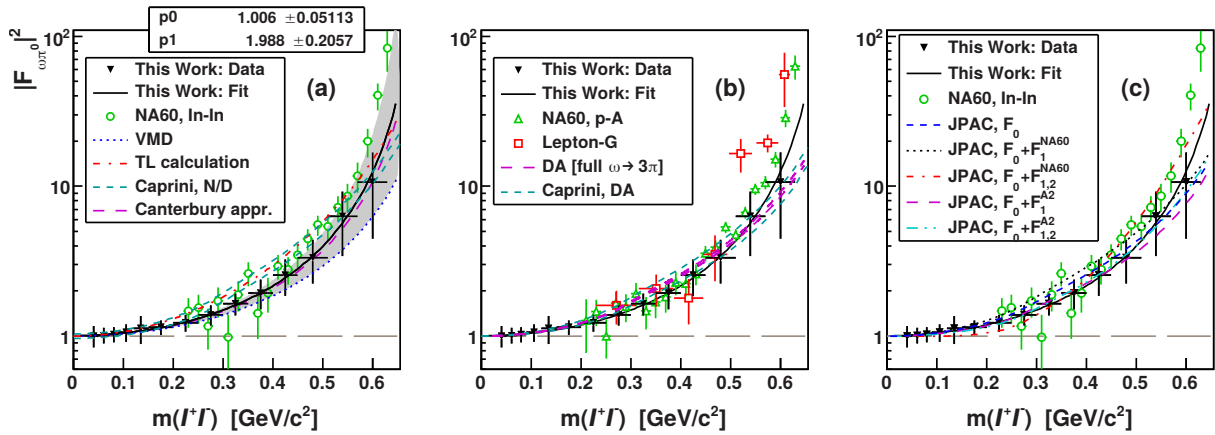 p0 1.006 ±0.05113
p1 1.988 ±0.2057
|F_ωπ⁰|²
10²
10
1
This Work: Data
This Work: Fit
NA60, In-In
VMD
TL calculation
Caprini, N/D
Canterbury appr.
(a)
0 0.1 0.2 0.3 0.4 0.5 0.6
m(l⁺l⁻) [GeV/c²]
10²
10
1
This Work: Data
This Work: Fit
NA60, p-A
Lepton-G
DA [full ω→ 3π]
Caprini, DA
(b)
0 0.1 0.2 0.3 0.4 0.5 0.6
m(l⁺l⁻) [GeV/c²]
10²
10
1
This Work: Data
This Work: Fit
NA60, In-In
JPAC, F₀
JPAC, F₀+F₁^NA60
JPAC, F₀+F₁,₂^NA60
JPAC, F₀+F₁^A2
JPAC, F₀+F₁,₂^A2
(c)
0 0.1 0.2 0.3 0.4 0.5 0.6
m(l⁺l⁻) [GeV/c²]